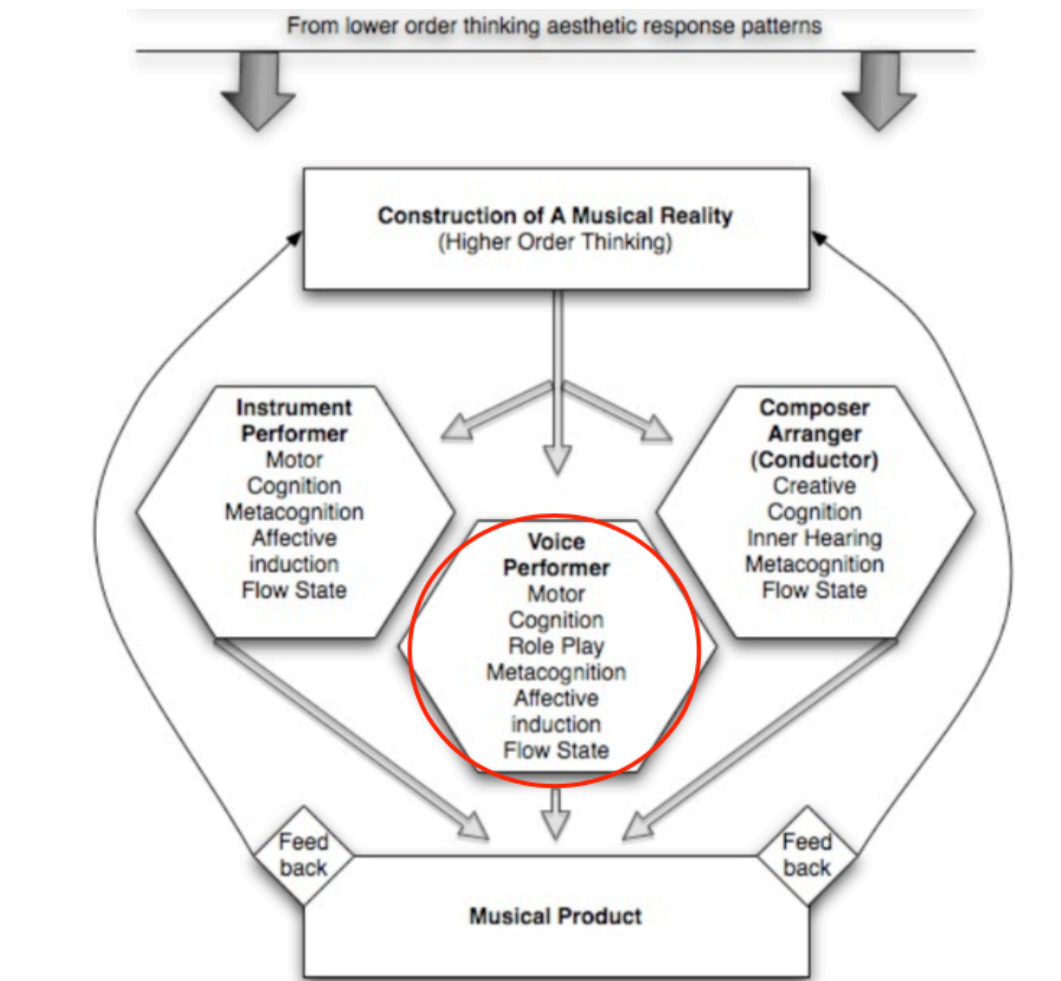 From lower order thinking aesthetic response patterns
Construction of A Musical Reality
(Higher Order Thinking)
Instrument
Performer
Motor
Cognition
Metacognition
Affective
induction
Flow State
Voice
Performer
Motor
Cognition
Role Play
Metacognition
Affective
induction
Flow State
Composer
Arranger
(Conductor)
Creative
Cognition
Inner Hearing
Metacognition
Flow State
Feed
back
Feed
back
Musical Product